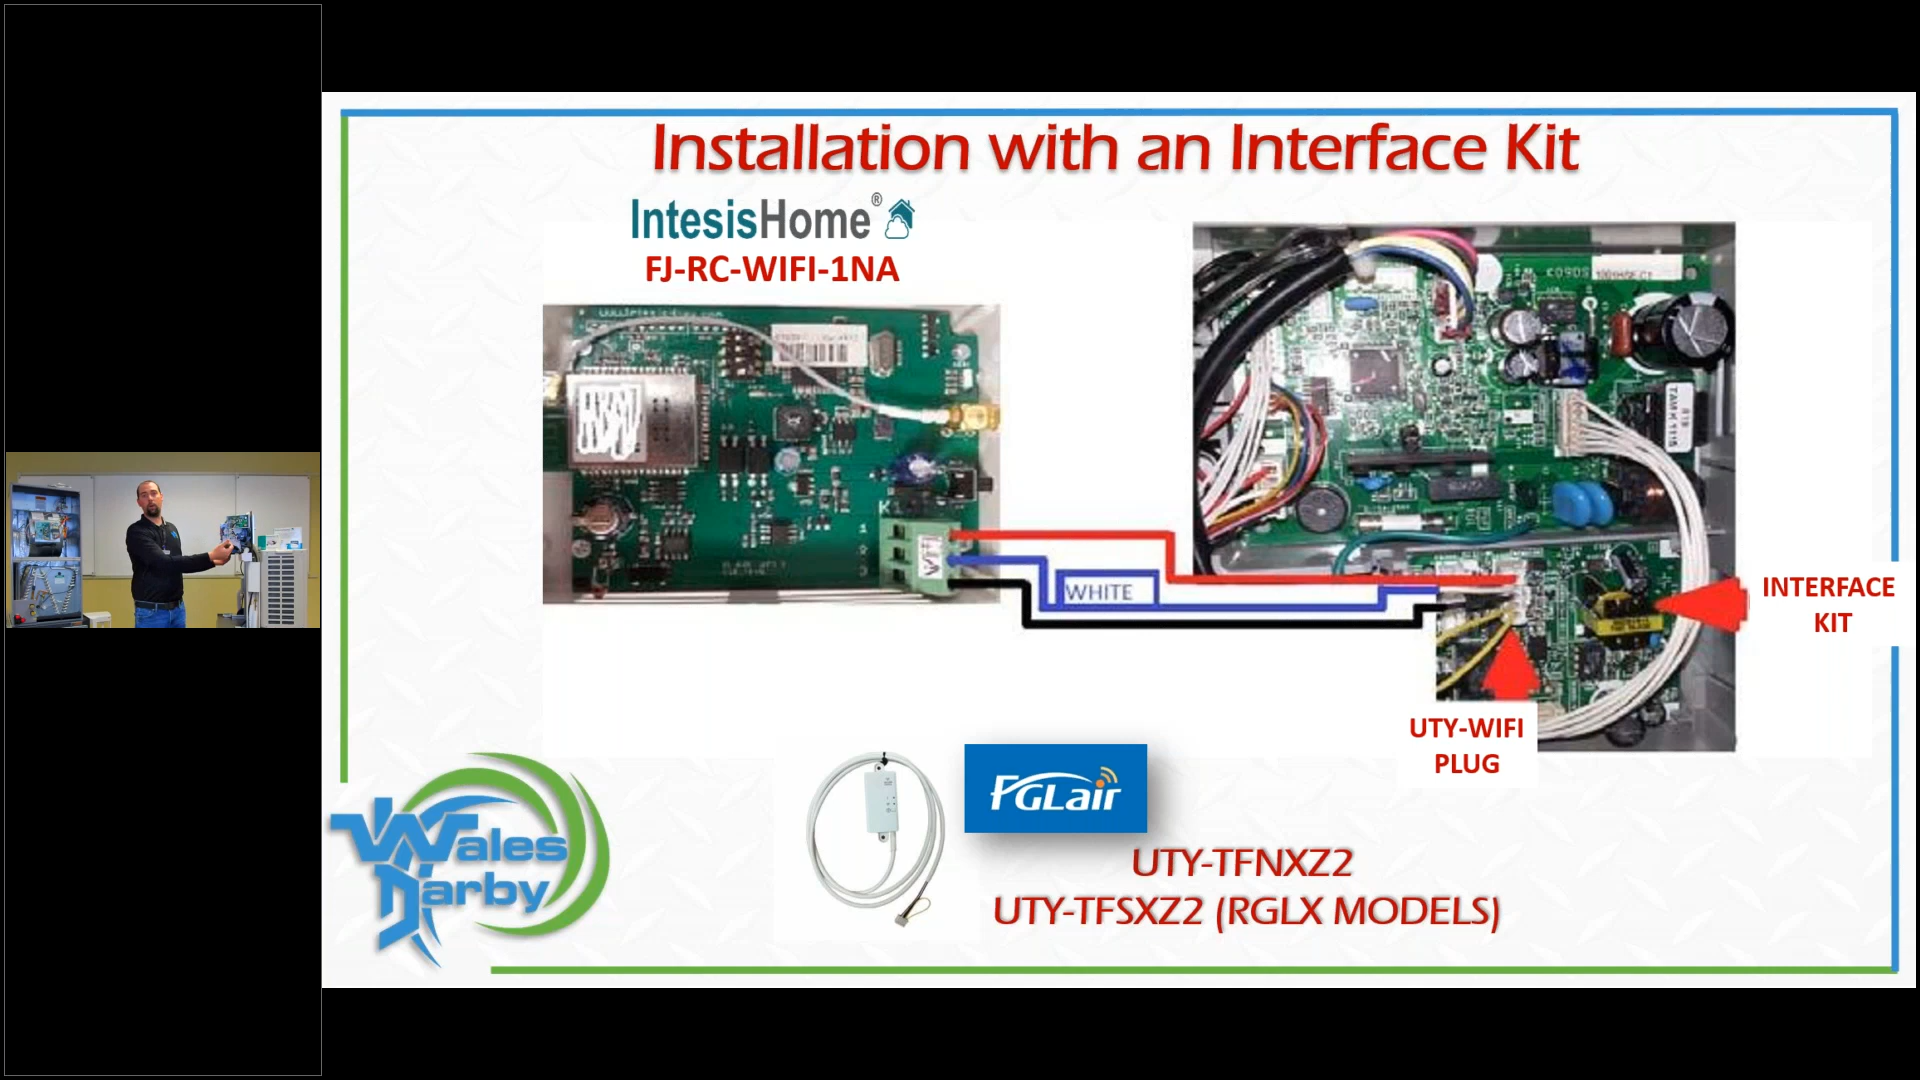 Installation with an Interface Kit
IntesisHome®
FJ-RC-WIFI-1NA
WIFI
WHITE
INTERFACE
KIT
UTY-WIFI
PLUG
FGLair
UTY-TFNXZ2
UTY-TFSXZ2 (RGLX MODELS)
Wales
Darby